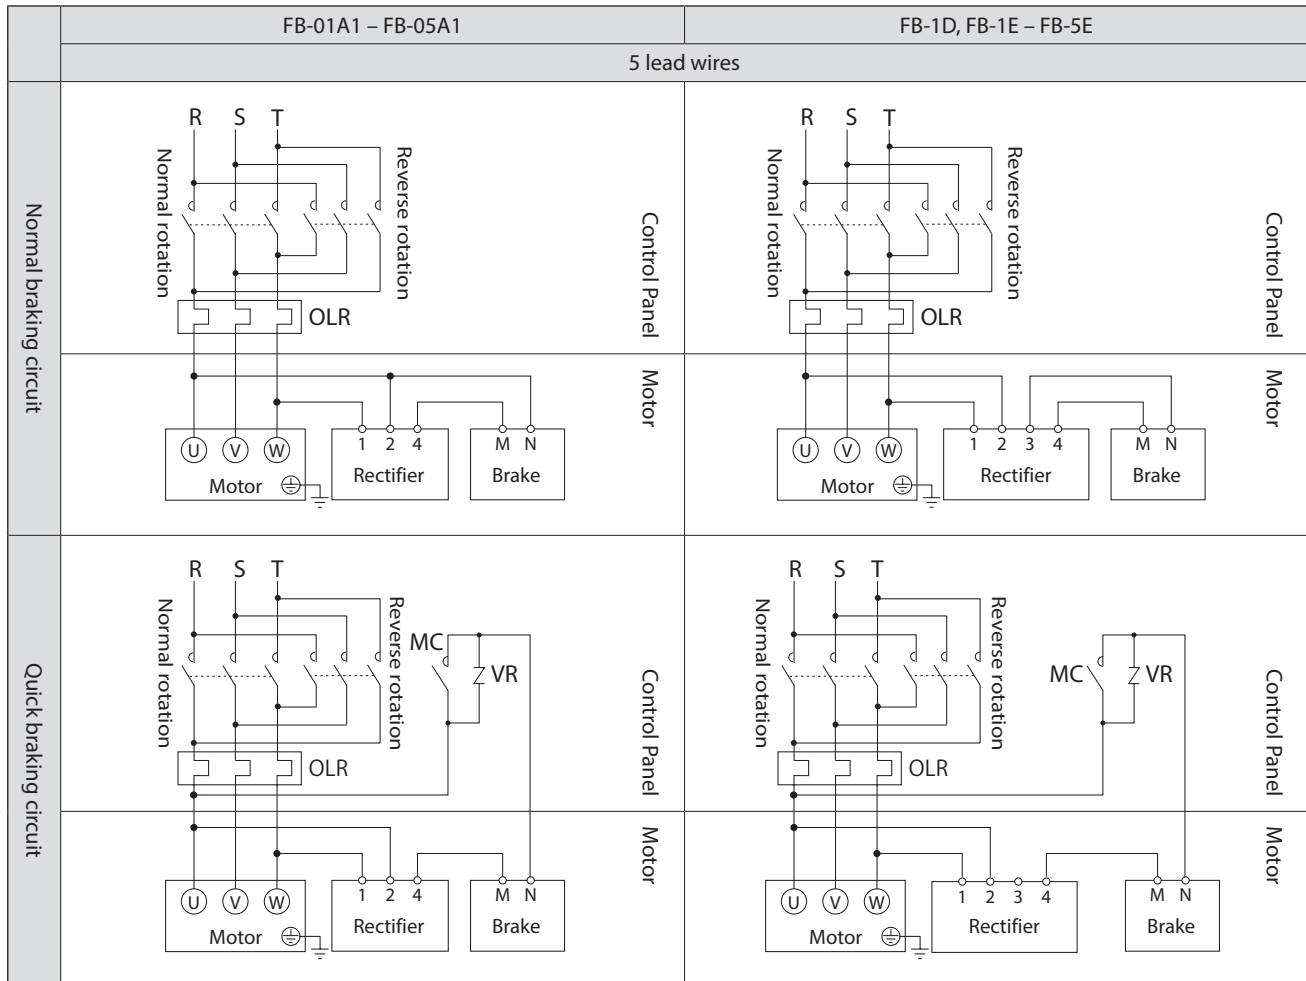 FB-01A1 – FB-05A1
FB-1D, FB-1E – FB-5E
5 lead wires
Normal braking circuit
R S T
Normal rotation
Reverse rotation
OLR
Control Panel
Motor
U V W
Motor
1 2 4
Rectifier
M N
Brake
R S T
Normal rotation
Reverse rotation
OLR
Control Panel
Motor
U V W
Motor
1 2 3 4
Rectifier
M N
Brake
Quick braking circuit
R S T
Normal rotation
Reverse rotation
MC
VR
OLR
Control Panel
Motor
U V W
Motor
1 2 4
Rectifier
M N
Brake
R S T
Normal rotation
Reverse rotation
MC
VR
OLR
Control Panel
Motor
U V W
Motor
1 2 3 4
Rectifier
M N
Brake